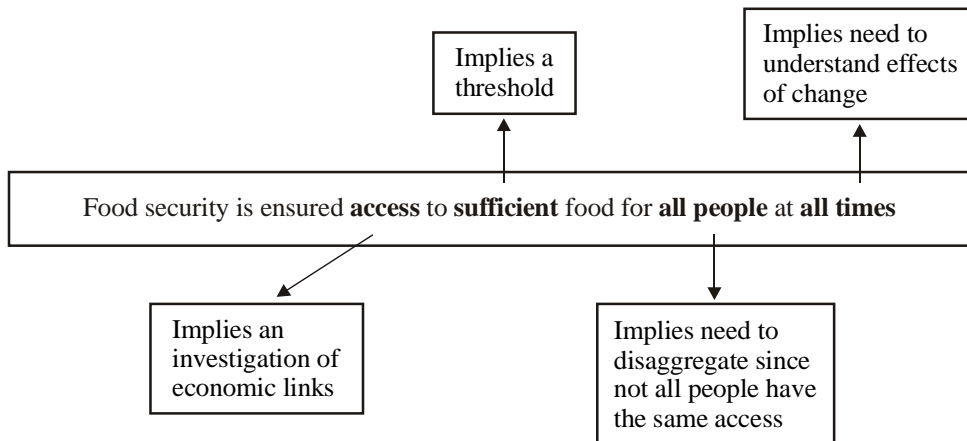 Implies a
threshold
Implies need to
understand effects
of change
Food security is ensured access to sufficient food for all people at all times
Implies an
investigation of
economic links
Implies need to
disaggregate since
not all people have
the same access